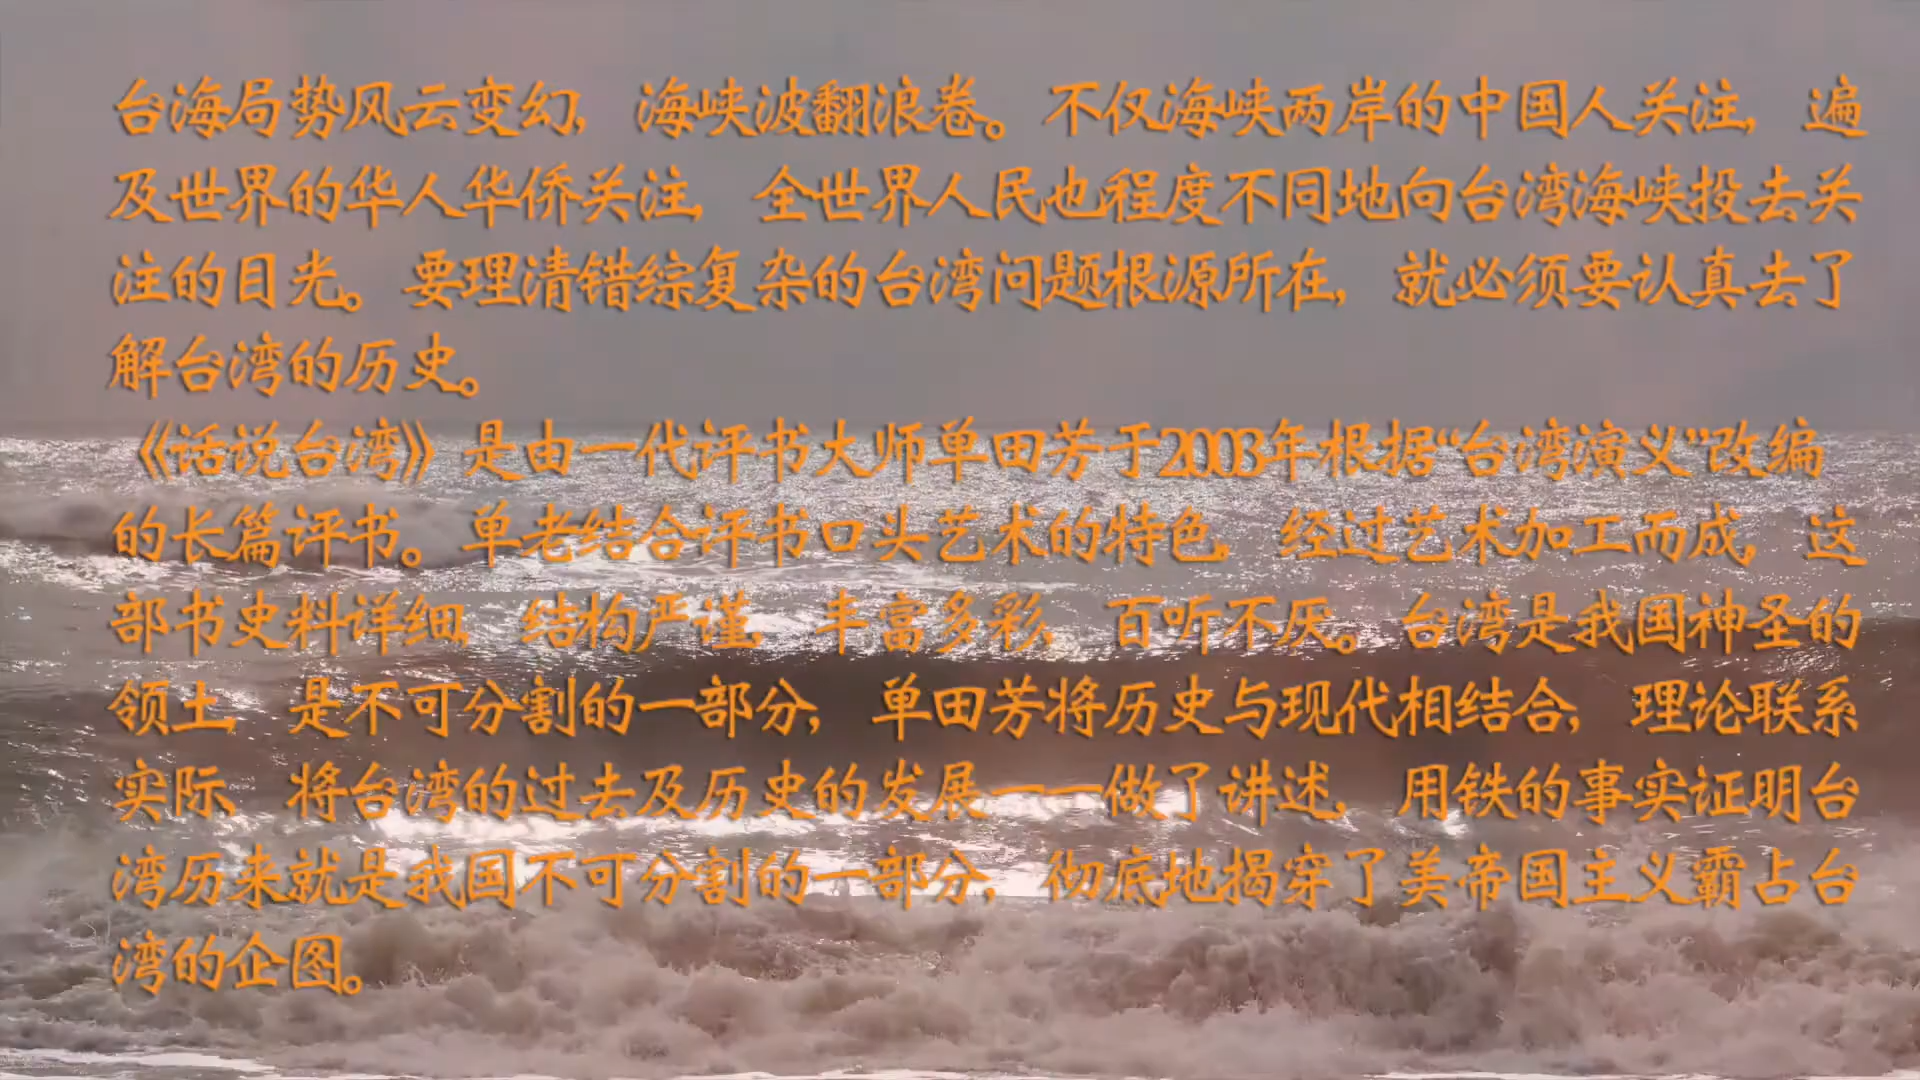 台海局势风云变幻，海峡波翻浪卷。不仅海峡两岸的中国人关注，遍
及世界的华人华侨关注，全世界人民也程度不同地向台湾海峡投去关
注的目光。要理清错综复杂的台湾问题根源所在，就必须要认真去了
解台湾的历史。
《话说台湾》是由一代评书大师单田芳于2003年根据“台湾演义”改编
的长篇评书。单老结合评书口头艺术的特色，经过艺术加工而成，这
部书史料详细，结构严谨，丰富多彩，百听不厌。台湾是我国神圣的
领土，是不可分割的一部分，单田芳将历史与现代相结合，理论联系
实际、将台湾的过去及历史的发展一一做了讲述，用铁的事实证明台
湾历来就是我国不可分割的一部分，彻底地揭穿了美帝国主义霸占台
湾的企图。